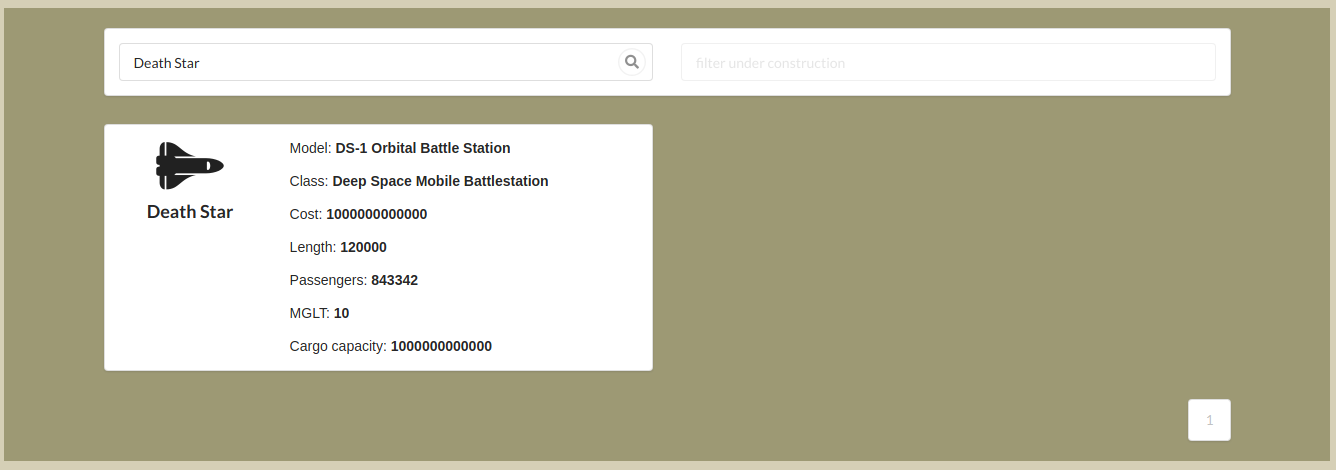 Death Star
filter under construction
Death Star
Model: DS-1 Orbital Battle Station
Class: Deep Space Mobile Battlestation
Cost: 1000000000000
Length: 120000
Passengers: 843342
MGLT: 10
Cargo capacity: 1000000000000
1